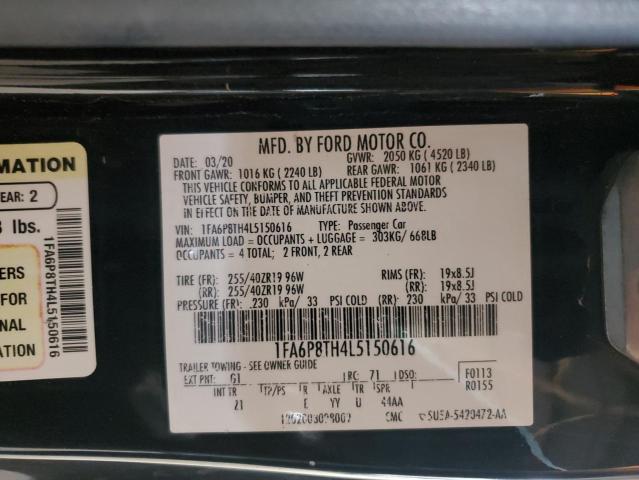 MFD. BY FORD MOTOR CO.
DATE: 03/20 GVWR: 2050 KG ( 4520 LB)
FRONT GAWR: 1016 KG ( 2240 LB) REAR GAWR: 1061 KG ( 2340 LB)
THIS VEHICLE CONFORMS TO ALL APPLICABLE FEDERAL MOTOR
VEHICLE SAFETY, BUMPER, AND THEFT PREVENTION STANDARDS
IN EFFECT ON THE DATE OF MANUFACTURE SHOWN ABOVE.
VIN: 1FA6P8TH4L5150616 TYPE: Passenger Car
MAXIMUM LOAD = OCCUPANTS + LUGGAGE = 303KG/ 668LB
OCCUPANTS = 4 TOTAL; 2 FRONT, 2 REAR
TIRE (FR): 255/40ZR19 96W RIMS (FR): 19x8.5J
(RR): 255/40ZR19 96W (RR): 19x8.5J
PRESSURE (FR): 230 kPa/ 33 PSI COLD (RR) 230 kPa/ 33 PSI COLD
1FA6P8TH4L5150616
TRAILER TOWING - SEE OWNER GUIDE
EXT PNT: G1 RC: 71 DSO: F0113
INT TR TP/PS R AXLE TR SPR R0155
21 E YY U 44AA
CMC
MATION
EAR: 2
lbs.
ERS
FOR
NAL
ATION
1FA6P8TH4L5150616